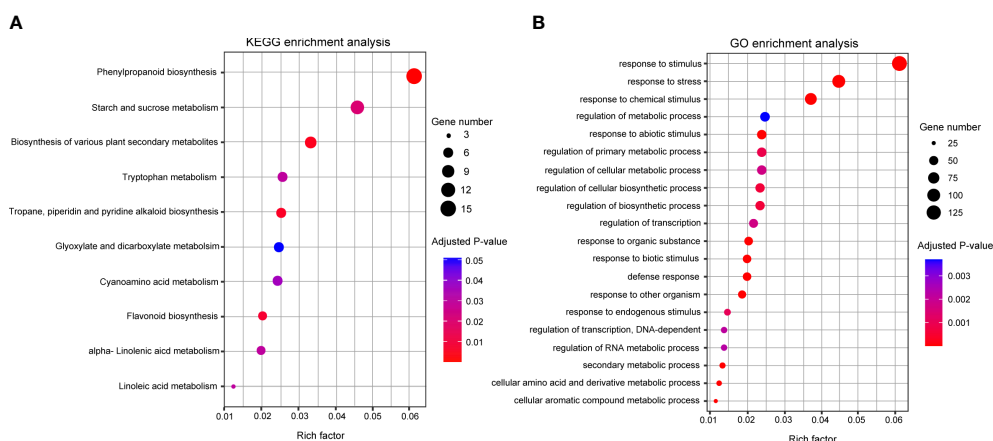 A
KEGG enrichment analysis
Phenylpropanoid biosynthesis
Starch and sucrose metabolism
Biosynthesis of various plant secondary metabolites
Tryptophan metabolism
Tropane, piperidin and pyridine alkaloid biosynthesis
Glyoxylate and dicarboxylate metabolsim
Cyanoamino acid metabolism
Flavonoid biosynthesis
alpha- Linolenic aicd metabolism
Linoleic acid metabolism
0.01 0.02 0.03 0.04 0.05 0.06
Rich factor
Gene number
3
6
9
12
15
Adjusted P-value
0.05
0.04
0.03
0.02
0.01
B
GO enrichment analysis
response to stimulus
response to stress
response to chemical stimulus
regulation of metabolic process
response to abiotic stimulus
regulation of primary metabolic process
regulation of cellular metabolic process
regulation of cellular biosynthetic process
regulation of biosynthetic process
regulation of transcription
response to organic substance
response to biotic stimulus
defense response
response to other organism
response to endogenous stimulus
regulation of transcription, DNA-dependent
regulation of RNA metabolic process
secondary metabolic process
cellular amino acid and derivative metabolic process
cellular aromatic compound metabolic process
0.01 0.02 0.03 0.04 0.05 0.06
Rich factor
Gene number
25
50
75
100
125
Adjusted P-value
0.003
0.002
0.001